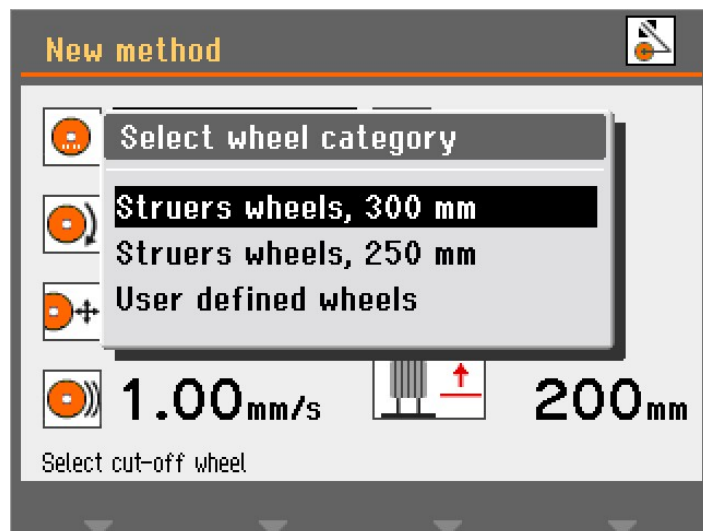 New method
Select wheel category
Struers wheels, 300 mm
Struers wheels, 250 mm
User defined wheels
1.00mm/s 200mm
Select cut-off wheel